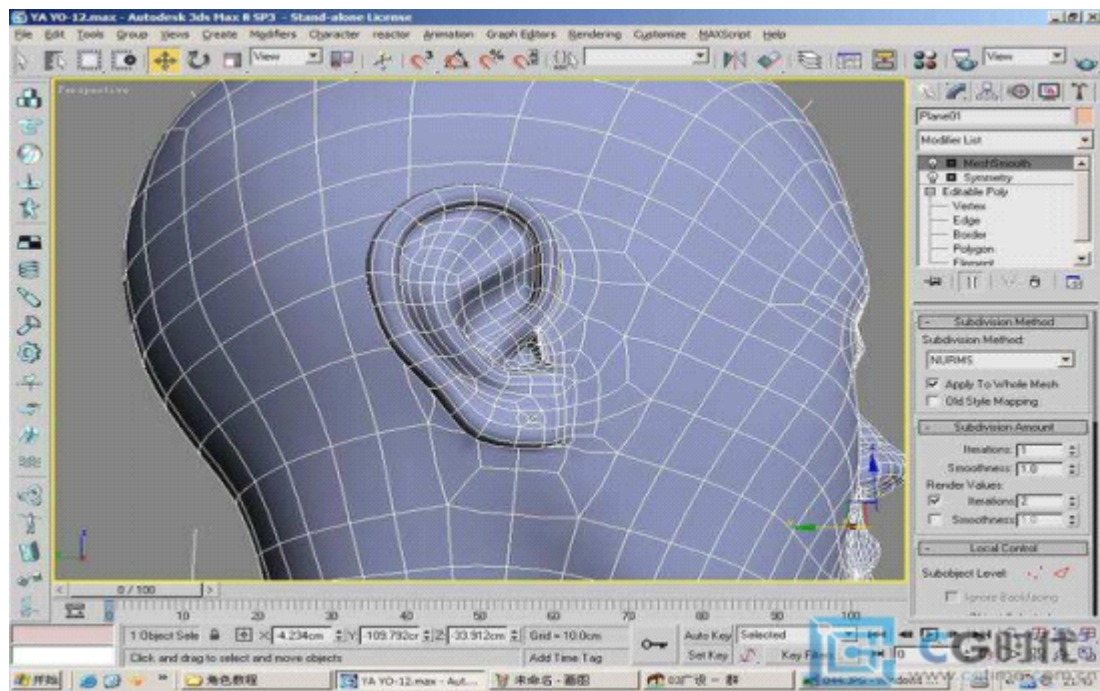 YA YO-12.max - Autodesk 3ds Max 8 SP3 - Stand-alone License
File Edit Tools Group Views Create Modifiers Character reactor Animation Graph Editors Rendering Customize MAXScript Help
View
View
Perspective
Plane01
Modifier List
MeshSmooth
Symmetry
Editable Poly
Vertex
Edge
Border
Polygon
Element
- Subdivision Method
Subdivision Method:
NURMS
Apply To Whole Mesh
Old Style Mapping
- Subdivision Amount
Iterations: 1
Smoothness: 1.0
Render Values:
Iterations: 2
Smoothness: 1.0
- Local Control
Subobject Level:
Ignore Backfacing
0 / 100
10 20 30 40 50 60 70 80 90 100
1 Object Sele X: 4.234cm Y: -109.792cr Z: -33.912cm Grid = 10.0cm
Auto Key Selected
Click and drag to select and move objects Add Time Tag Set Key Key
0
CG时代
www.cgtime.com.cn
开始 角色教程 YA YO-12.max - Aut... 未命名 - 画图